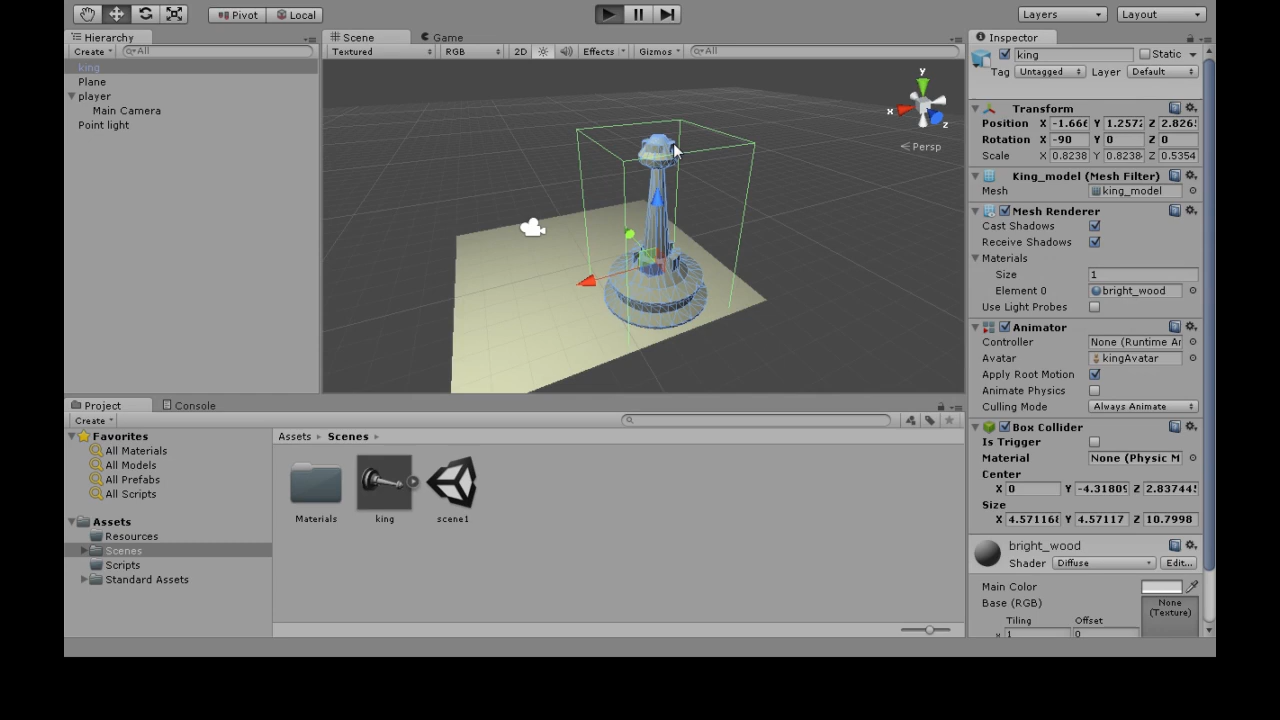 Pivot Local Layers Layout
Hierarchy
Create All
king
Plane
player
Main Camera
Point light
Scene Game
Textured RGB 2D Effects Gizmos All
y
x
z
Persp
Inspector
king Static
Tag Untagged Layer Default
Transform
Position X -1.666 Y 1.2572 Z 2.826
Rotation X -90 Y 0 Z 0
Scale X 0.8238 Y 0.8238 Z 0.5354
King_model (Mesh Filter)
Mesh king_model
Mesh Renderer
Cast Shadows
Receive Shadows
Materials
Size 1
Element 0 bright_wood
Use Light Probes
Animator
Controller None (Runtime Ar
Avatar kingAvatar
Apply Root Motion
Animate Physics
Culling Mode Always Animate
Box Collider
Is Trigger
Material None (Physic M
Center
X 0 Y -4.31809 Z 2.83744
Size
X 4.57116 Y 4.57117 Z 10.7998
bright_wood
Shader Diffuse Edit...
Main Color
Base (RGB) None
(Texture)
Tiling Offset
x 1 0
Project Console
Create
Favorites
All Materials
All Models
All Prefabs
All Scripts
Assets
Resources
Scenes
Scripts
Standard Assets
Assets Scenes
Materials king scene1